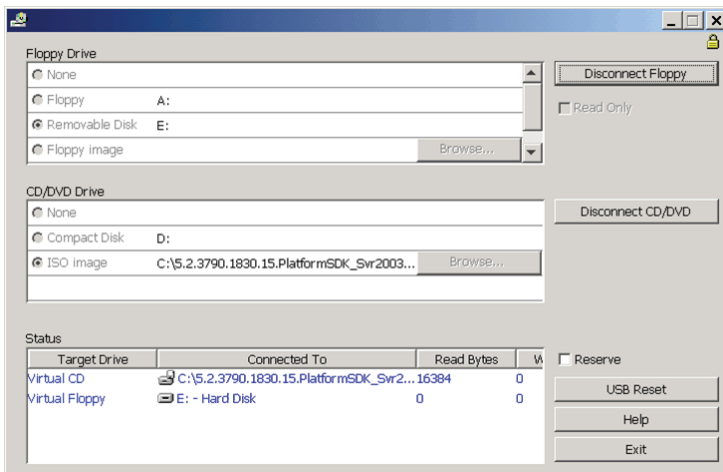 Floppy Drive
None
Floppy A:
Removable Disk E:
Floppy image Browse...
Disconnect Floppy
Read Only
CD/DVD Drive
None
Compact Disk D:
ISO image C:\5.2.3790.1830.15.PlatformSDK_Svr2003... Browse...
Disconnect CD/DVD
Status
Target Drive Connected To Read Bytes W
Virtual CD C:\5.2.3790.1830.15.PlatformSDK_Svr2... 16384 0
Virtual Floppy E: - Hard Disk 0 0
Reserve
USB Reset
Help
Exit